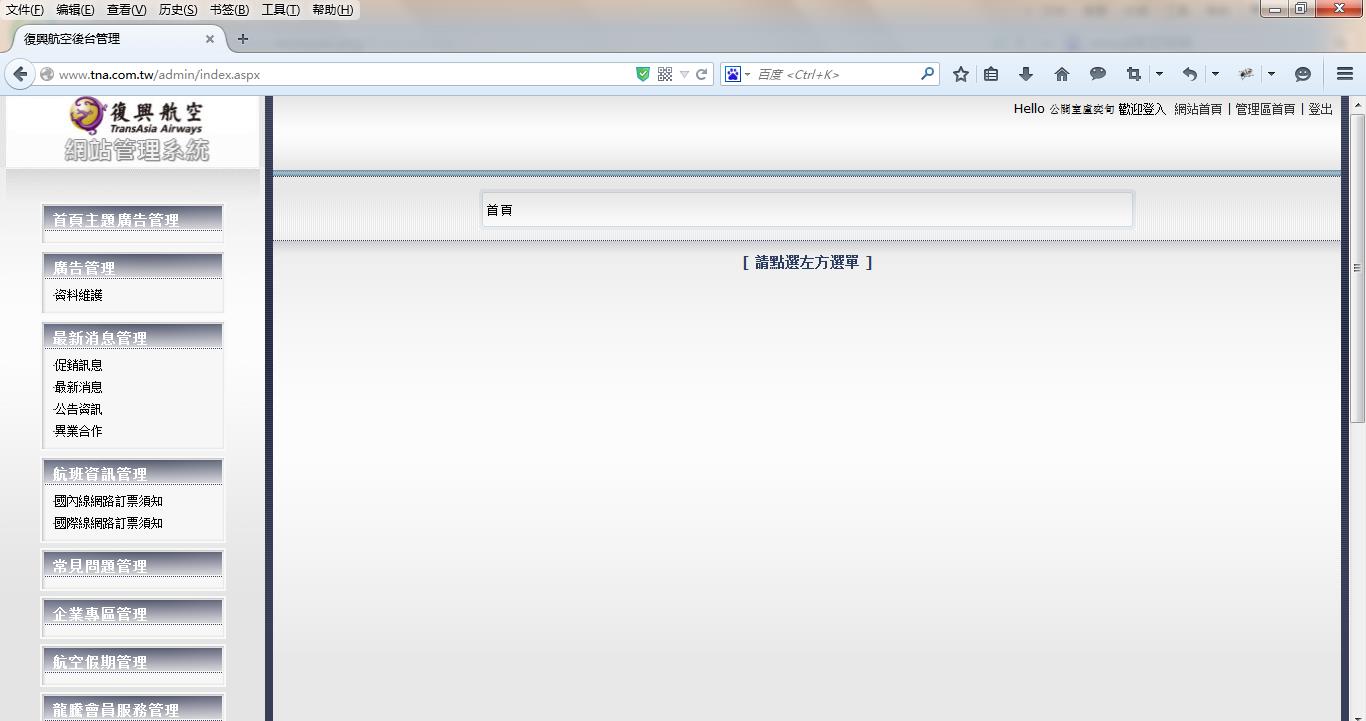 文件(F) 编辑(E) 查看(V) 历史(S) 书签(B) 工具(T) 帮助(H)
復興航空後台管理
www.tna.com.tw/admin/index.aspx
百度 <Ctrl+K>
復興航空
TransAsia Airways
網站管理系統
Hello 公關室盧奕旬 歡迎登入 網站首頁 | 管理區首頁 | 登出
首頁
[ 請點選左方選單 ]
首頁主題廣告管理
廣告管理
·資料維護
最新消息管理
·促銷訊息
·最新消息
·公告資訊
·異業合作
航班資訊管理
·國內線網路訂票須知
·國際線網路訂票須知
常見問題管理
企業專區管理
航空假期管理
龍騰會員服務管理